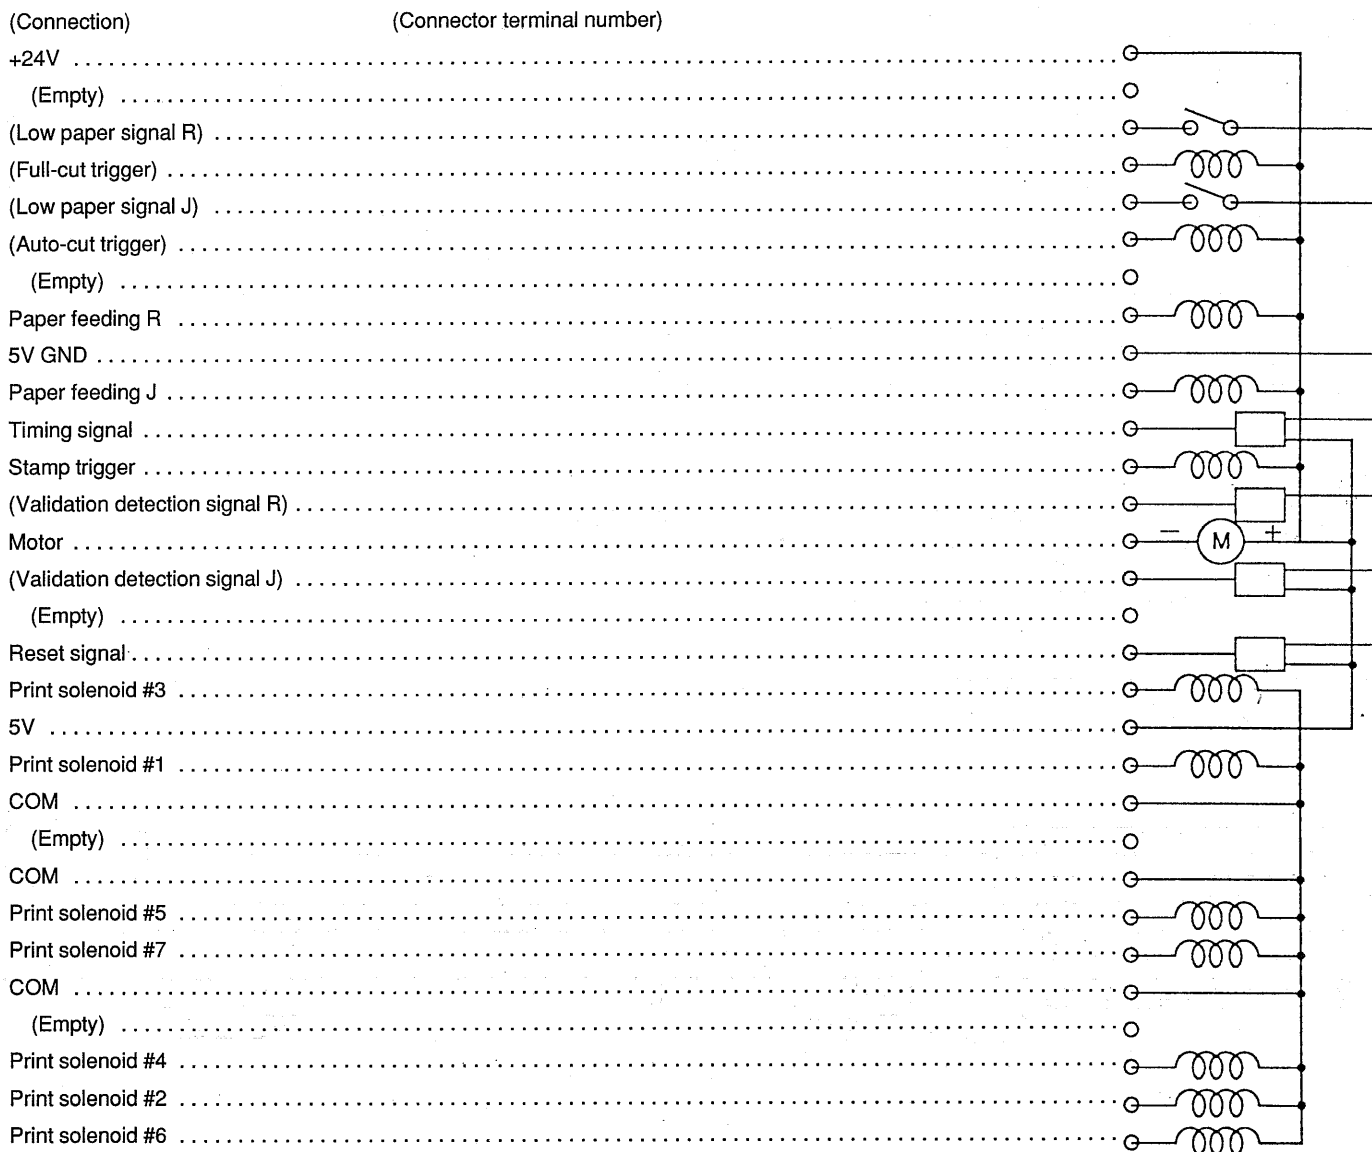 (Connection) (Connector terminal number)
+24V
(Empty)
(Low paper signal R)
(Full-cut trigger)
(Low paper signal J)
(Auto-cut trigger)
(Empty)
Paper feeding R
5V GND
Paper feeding J
Timing signal
Stamp trigger
(Validation detection signal R)
Motor − M +
(Validation detection signal J)
(Empty)
Reset signal
Print solenoid #3
5V
Print solenoid #1
COM
(Empty)
COM
Print solenoid #5
Print solenoid #7
COM
(Empty)
Print solenoid #4
Print solenoid #2
Print solenoid #6